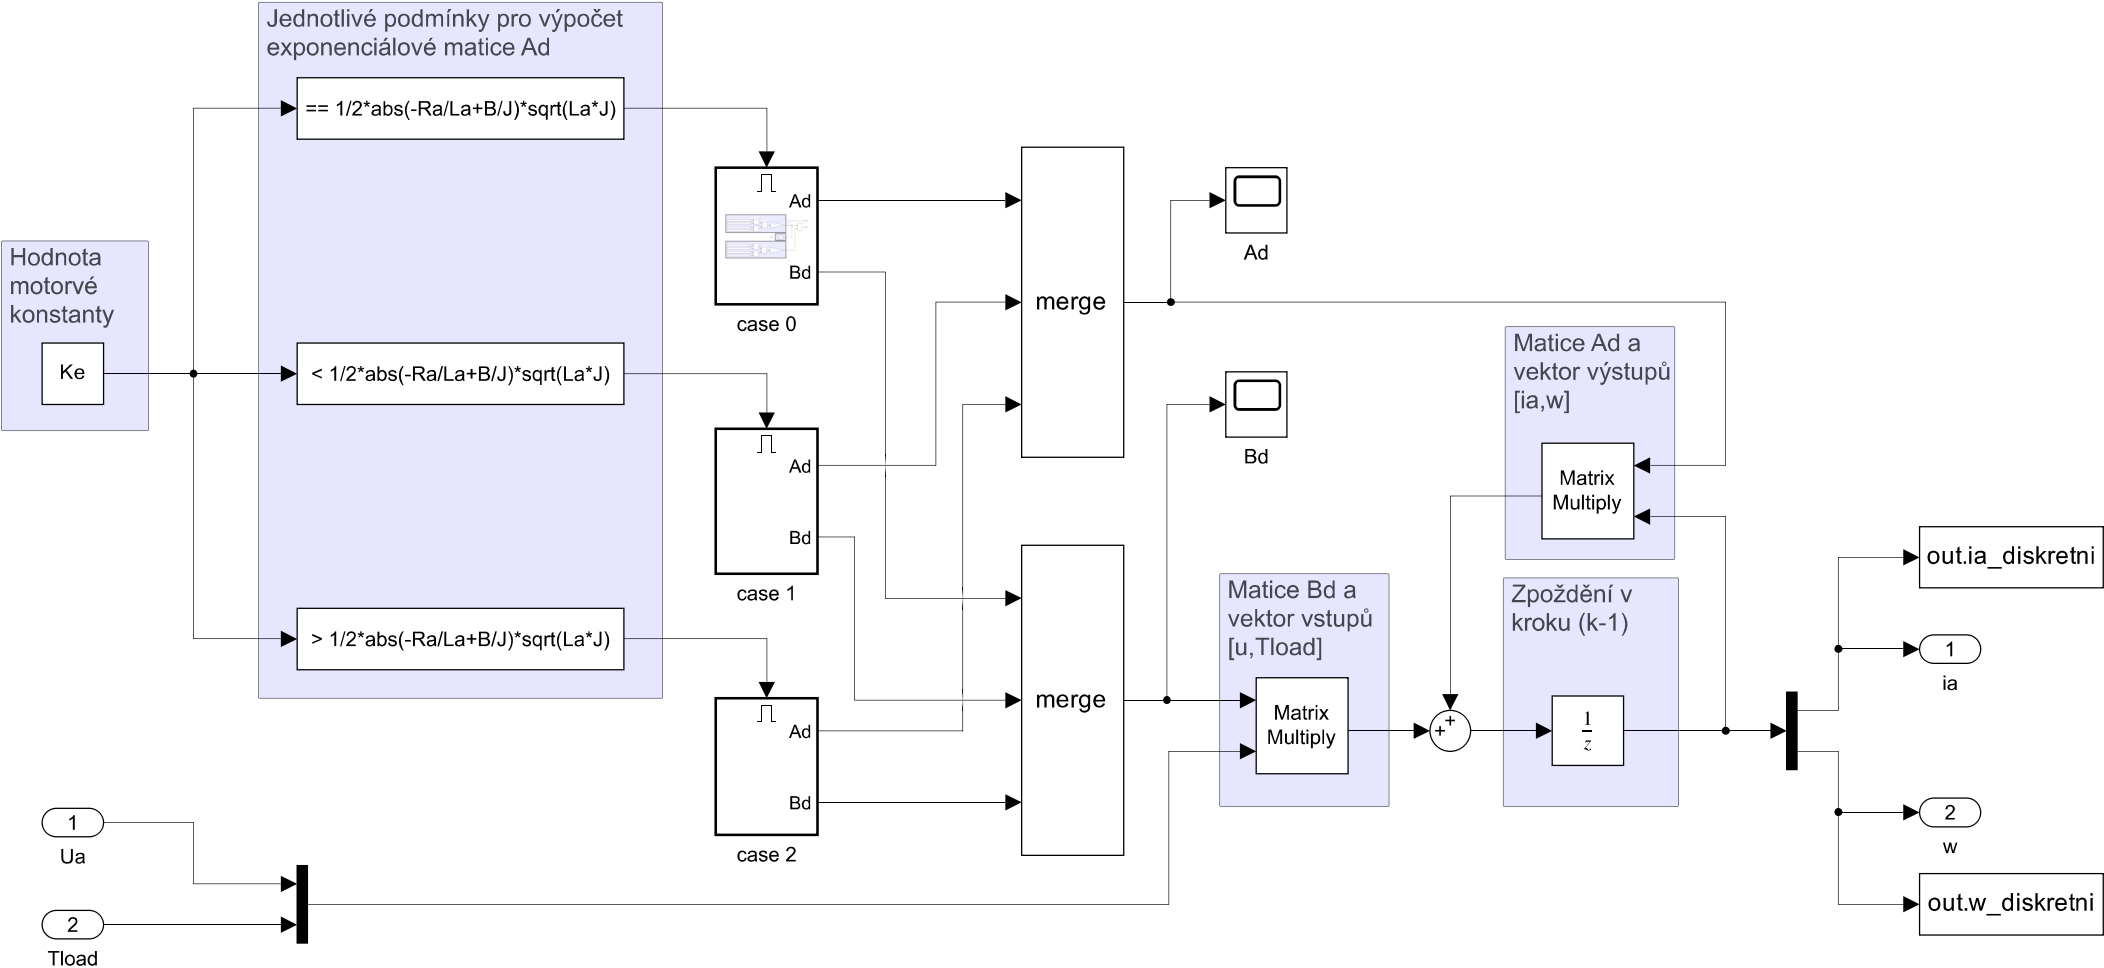 Jednotlivé podmínky pro výpočet
exponenciálové matice Ad
== 1/2*abs(-Ra/La+B/J)*sqrt(La*J)
Hodnota
motorvé
konstanty
Ke
< 1/2*abs(-Ra/La+B/J)*sqrt(La*J)
> 1/2*abs(-Ra/La+B/J)*sqrt(La*J)
Ad
Bd
case 0
Ad
Bd
case 1
Ad
Bd
case 2
merge
merge
Ad
Bd
Matice Ad a
vektor výstupů
[ia,w]
Matrix
Multiply
Matice Bd a
vektor vstupů
[u,Tload]
Matrix
Multiply
+
+
Zpoždění v
kroku (k-1)
1
z
out.ia_diskretni
1
ia
2
w
out.w_diskretni
1
Ua
2
Tload